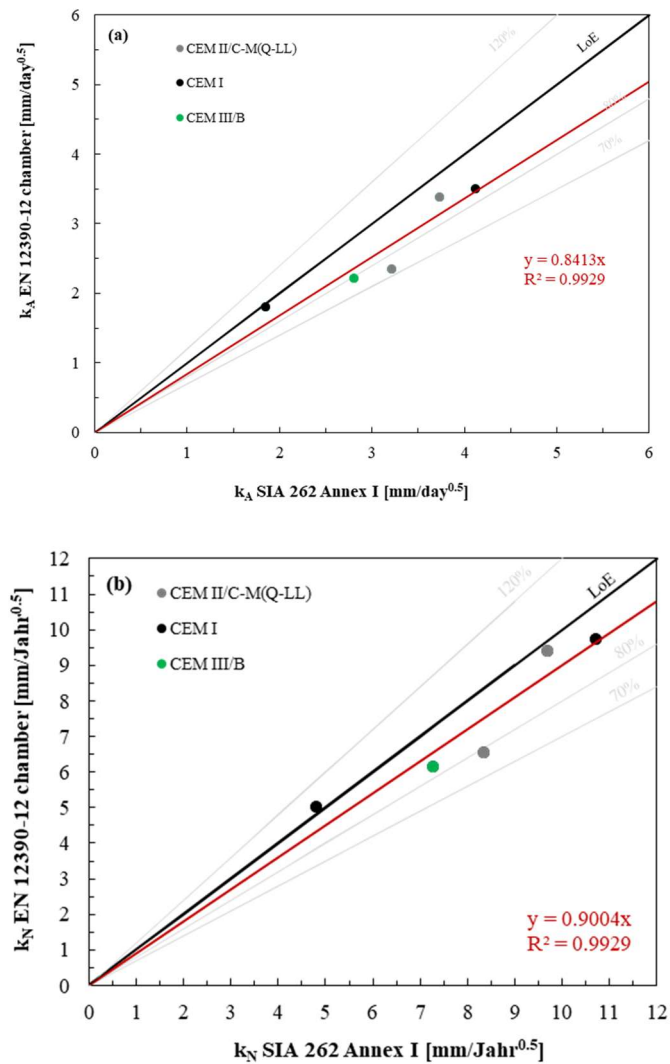 (a)
CEM II/C-M(Q-LL)
CEM I
CEM III/B
120%
LoE
80%
70%
y = 0.8413x
R² = 0.9929
6
5
4
3
2
1
0
0 1 2 3 4 5 6
k_A EN 12390-12 chamber [mm/day^0.5]
k_A SIA 262 Annex I [mm/day^0.5]
(b)
CEM II/C-M(Q-LL)
CEM I
CEM III/B
120%
LoE
80%
70%
y = 0.9004x
R² = 0.9929
12
11
10
9
8
7
6
5
4
3
2
1
0
0 1 2 3 4 5 6 7 8 9 10 11 12
k_N EN 12390-12 chamber [mm/Jahr^0.5]
k_N SIA 262 Annex I [mm/Jahr^0.5]